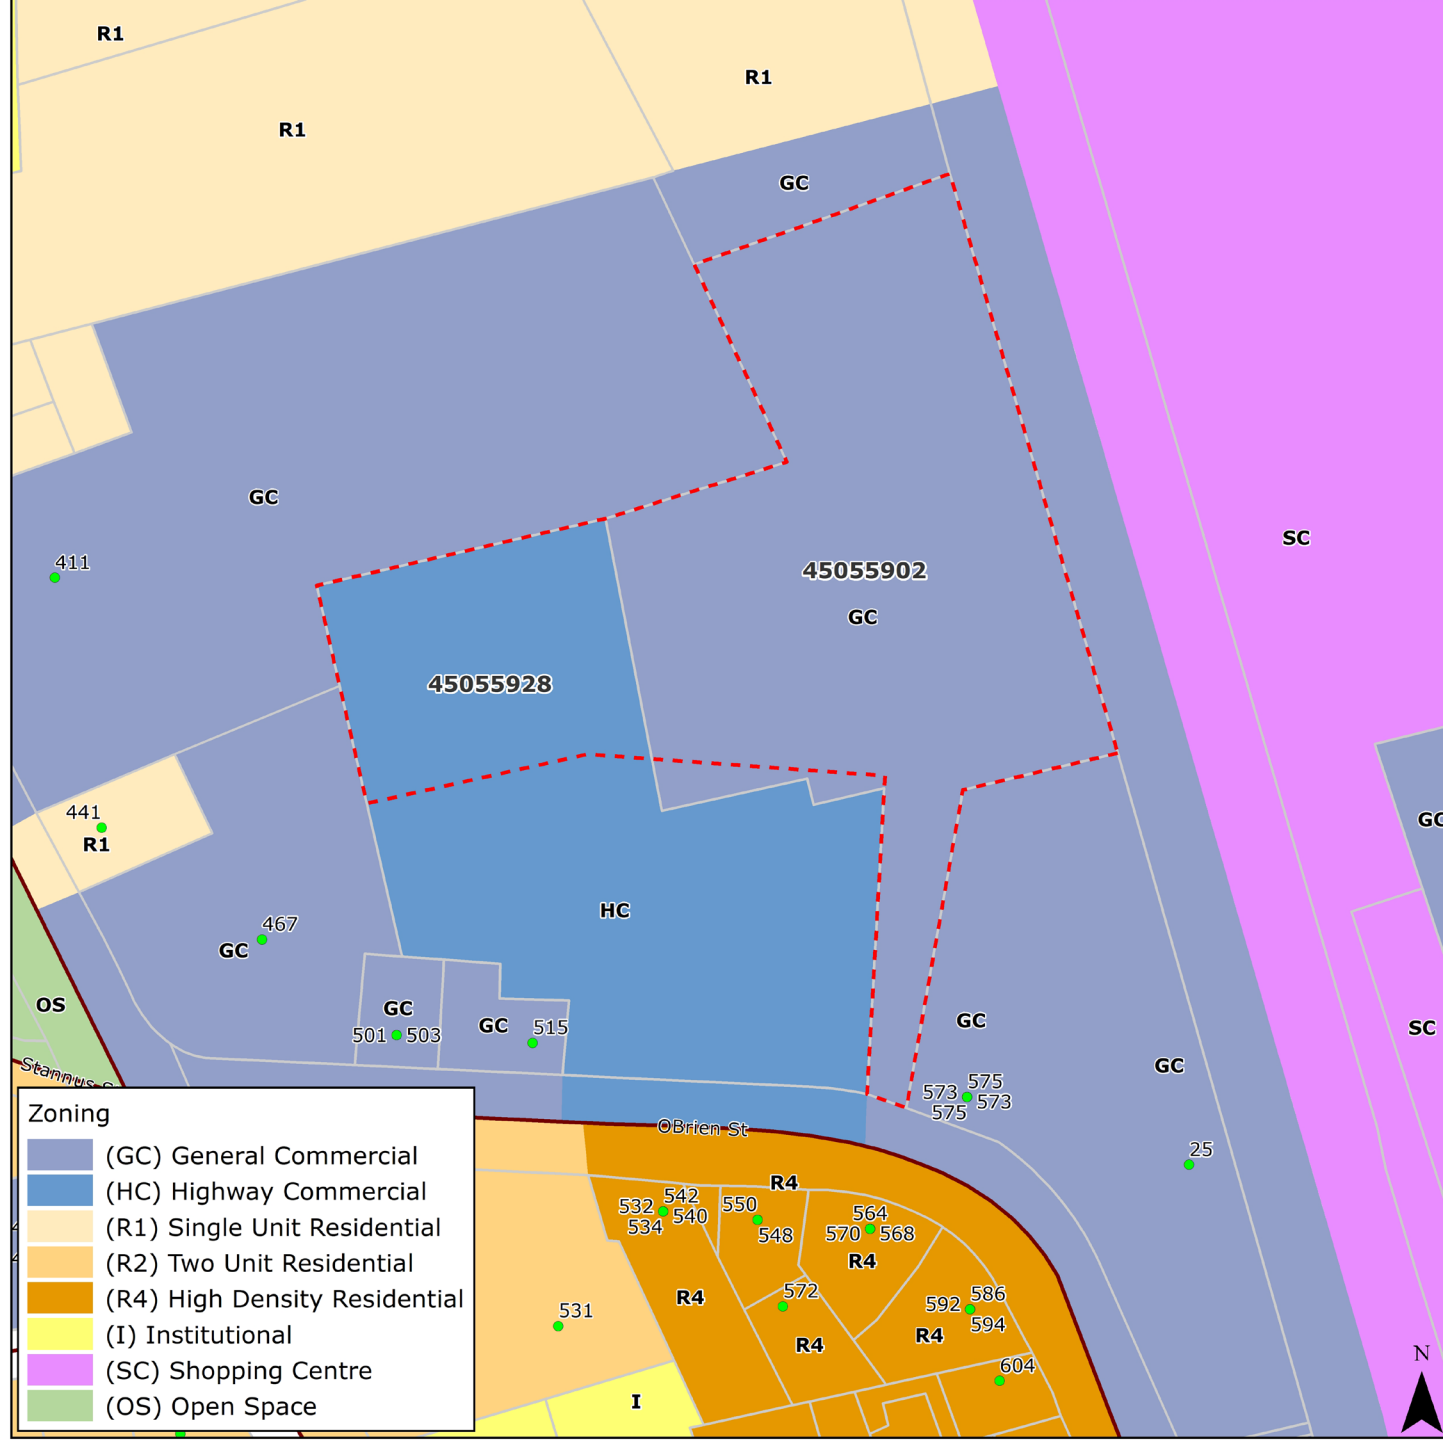 R1
R1
R1
GC
GC
411
SC
45055902
GC
45055928
441
R1
GC
HC
467
GC
OS
GC
501 503
GC
515
GC
SC
GC
573 575
575 573
25
Stannus S
OBrien St
R4
532 542
534 540
550
548
564
570 568
R4
R4
572
R4
531
592 586
594
R4
604
I
N
Zoning
(GC) General Commercial
(HC) Highway Commercial
(R1) Single Unit Residential
(R2) Two Unit Residential
(R4) High Density Residential
(I) Institutional
(SC) Shopping Centre
(OS) Open Space